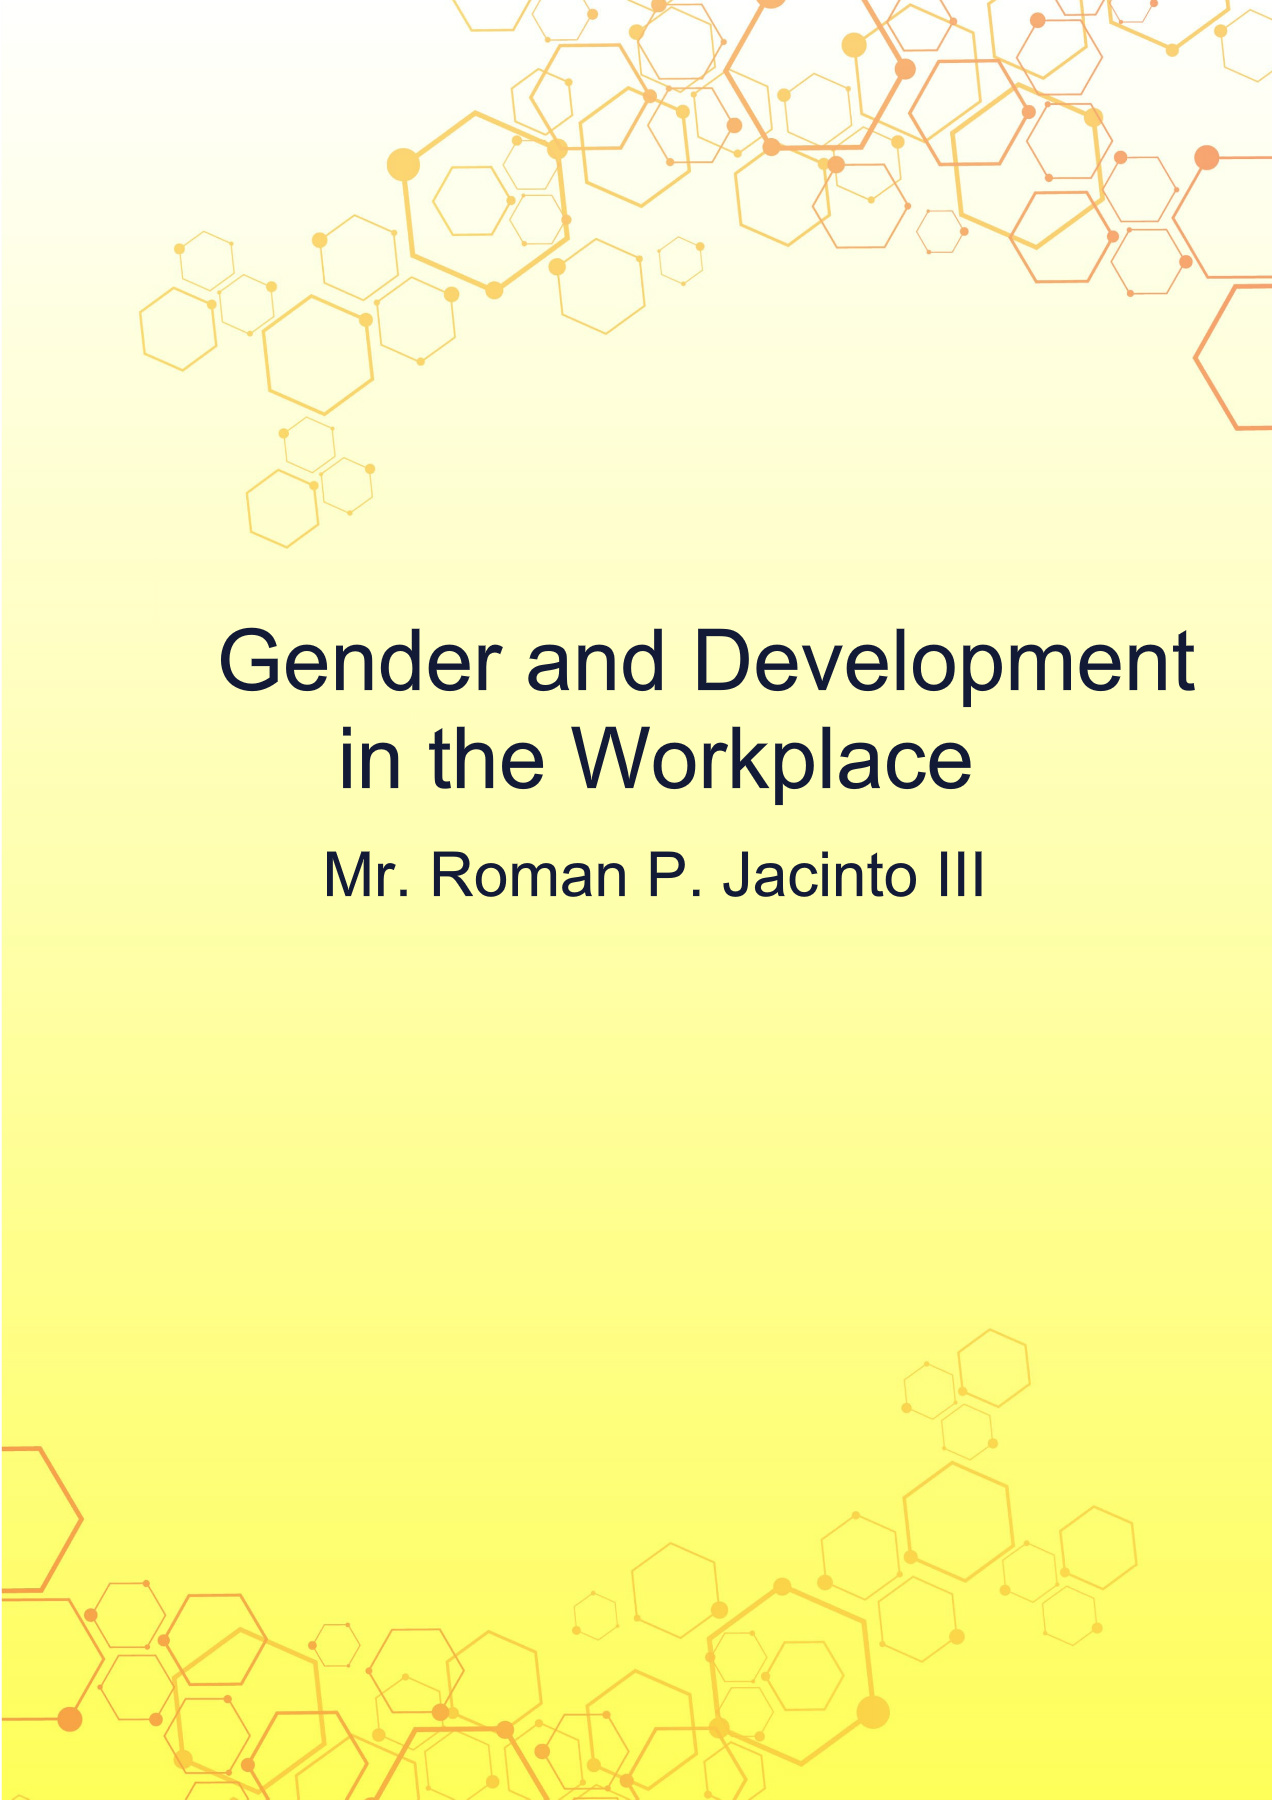 Gender and Development
in the Workplace
Mr. Roman P. Jacinto III